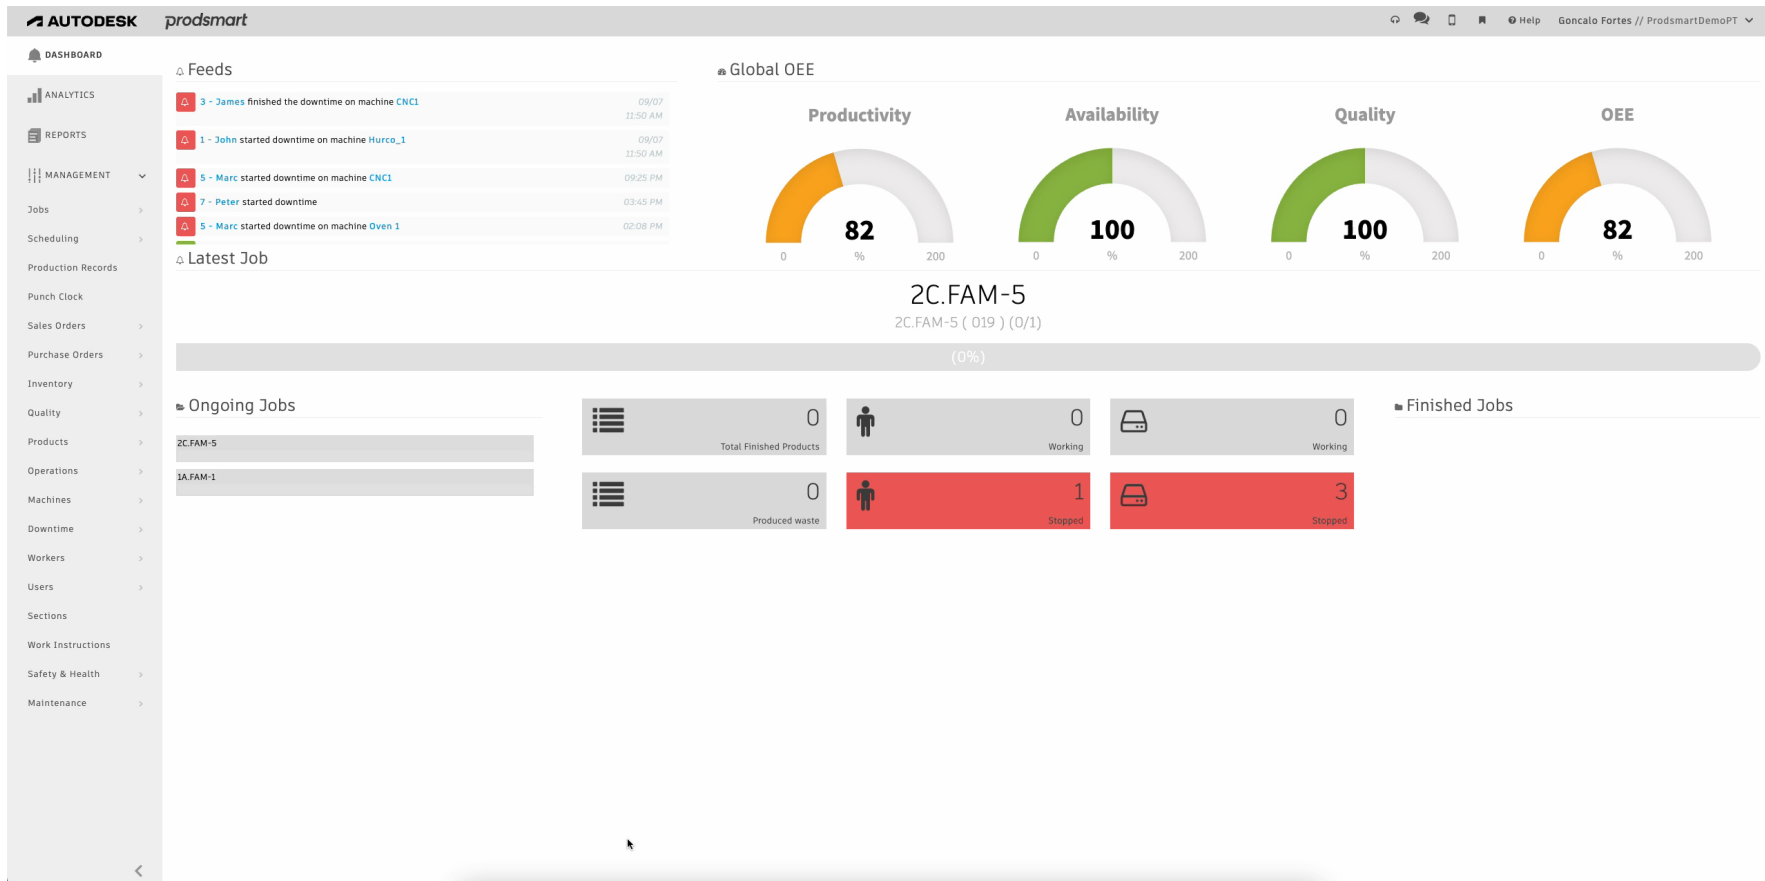 AUTODESK prodsmart
Help Goncalo Fortes // ProdsmartDemoPT
DASHBOARD
ANALYTICS
REPORTS
MANAGEMENT
Jobs
Scheduling
Production Records
Punch Clock
Sales Orders
Purchase Orders
Inventory
Quality
Products
Operations
Machines
Downtime
Workers
Users
Sections
Work Instructions
Safety & Health
Maintenance
Feeds
3 - James finished the downtime on machine CNC1 09/07
11:50 AM
1 - John started downtime on machine Hurco_1 09/07
11:50 AM
5 - Marc started downtime on machine CNC1 09:25 PM
7 - Peter started downtime 03:45 PM
5 - Marc started downtime on machine Oven 1 02:08 PM
Global OEE
Productivity
82
0 % 200
Availability
100
0 % 200
Quality
100
0 % 200
OEE
82
0 % 200
Latest Job
2C.FAM-5
2C.FAM-5 ( 019 ) (0/1)
(0%)
Ongoing Jobs
2C.FAM-5
1A.FAM-1
0
Total Finished Products
0
Working
0
Working
0
Produced waste
1
Stopped
3
Stopped
Finished Jobs